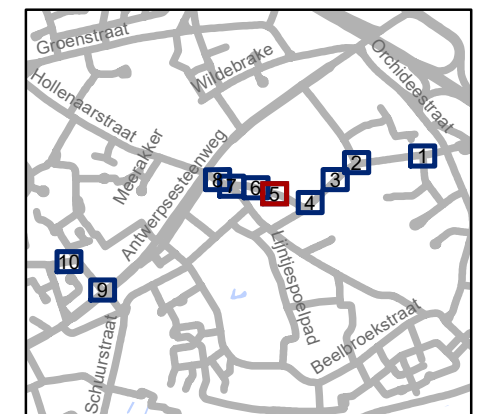 Groenstraat
Wildebrake
Orchideestraat
Hollenaarstraat
Meerakker
Antwerpsesteenweg
1
2
3
4
5
6
7
8
Lijntjespoelpad
10
9
Schuurstraat
Beelbroekstraat